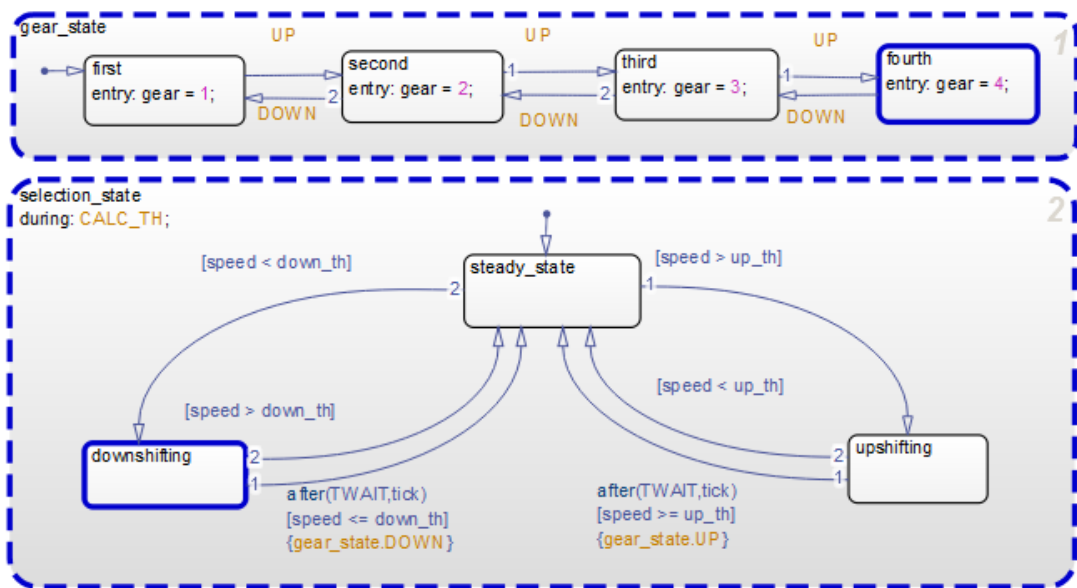 gear_state
1
UP
UP
UP
first
entry: gear = 1;
second
entry: gear = 2;
third
entry: gear = 3;
fourth
entry: gear = 4;
1
1
2
2
DOWN
DOWN
DOWN
selection_state
during: CALC_TH;
2
[speed < down_th]
steady_state
[speed > up_th]
2
1
[speed > down_th]
[speed < up_th]
downshifting
upshifting
2
1
2
1
after(TWAIT,tick)
[speed <= down_th]
{gear_state.DOWN}
after(TWAIT,tick)
[speed >= up_th]
{gear_state.UP}